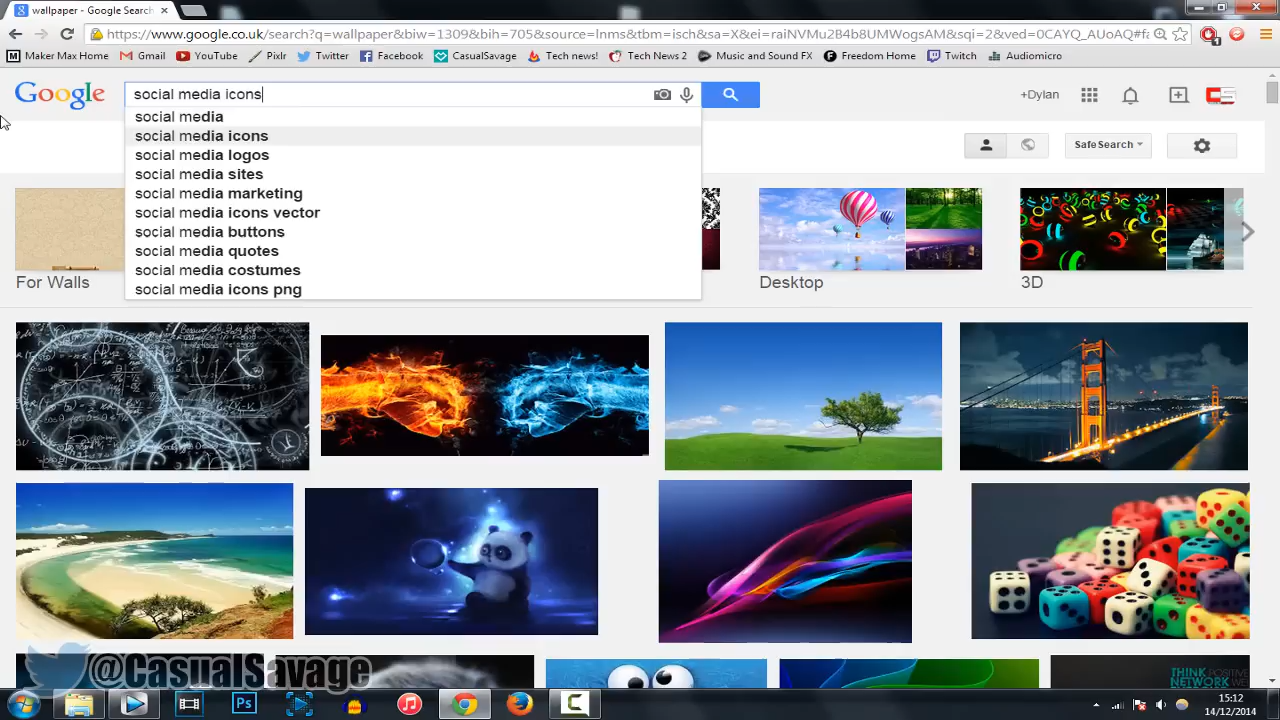 wallpaper - Google Search
https://www.google.co.uk/search?q=wallpaper&biw=1309&bih=705&source=lnms&tbm=isch&sa=X&ei=raiNVMu2B4b8UMWogsAM&sqi=2&ved=0CAYQ_AUoAQ#fa
Maker Max Home Gmail YouTube Pixlr Twitter Facebook CasualSavage Tech news! Tech News 2 Music and Sound FX Freedom Home Twitch Audiomicro
Google
social media icons
+Dylan
social media
social media icons
social media logos
social media sites
social media marketing
social media icons vector
social media buttons
social media quotes
social media costumes
social media icons png
SafeSearch
For Walls
Desktop
3D
THINK POSITIVE
NETWORK WELL
@CasualSavage
Ps
15:12
14/12/2014